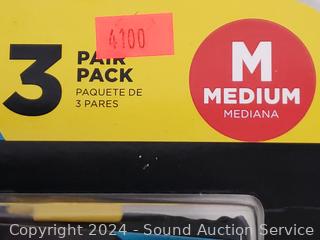 4100
3
PAIR
PACK
PAQUETE DE
3 PARES
M
MEDIUM
MEDIANA
Copyright 2024 - Sound Auction Service